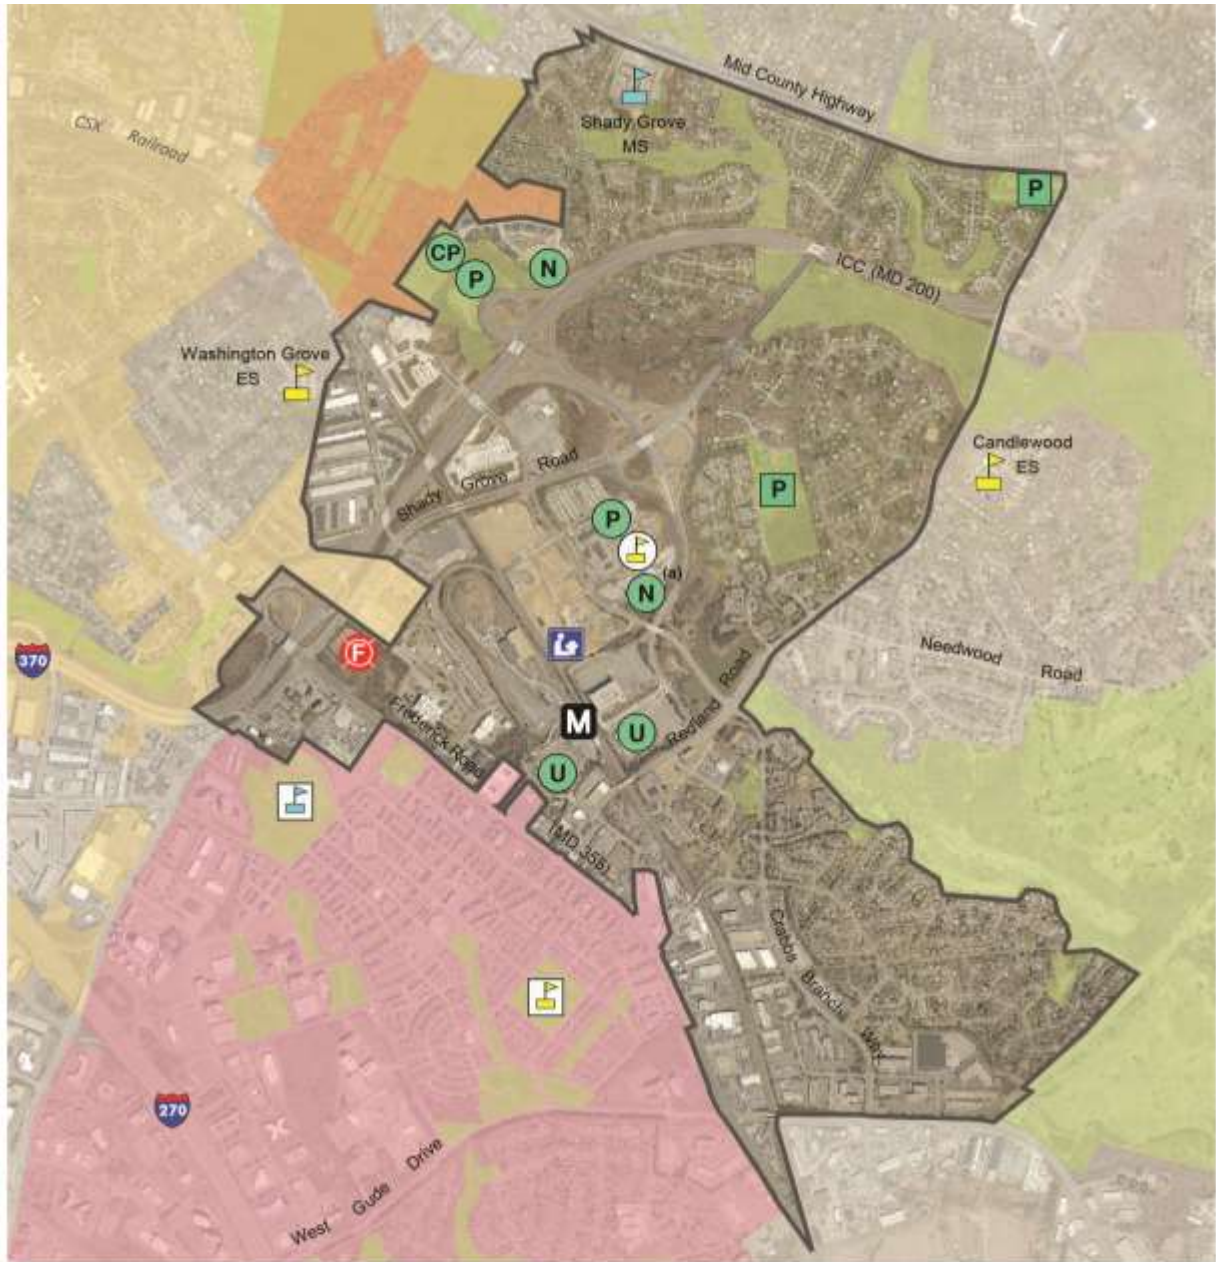 Mid County Highway
CSX Railroad
Shady Grove
MS
P
CP
P
N
ICC (MD 200)
Washington Grove
ES
Candlewood
ES
Shady Grove Road
P
P
(a)
N
Needwood Road
370
F
Frederick Road
M
U
Redland Road
U
(MD 355)
Crabbs Branch Way
270
West Gude Drive